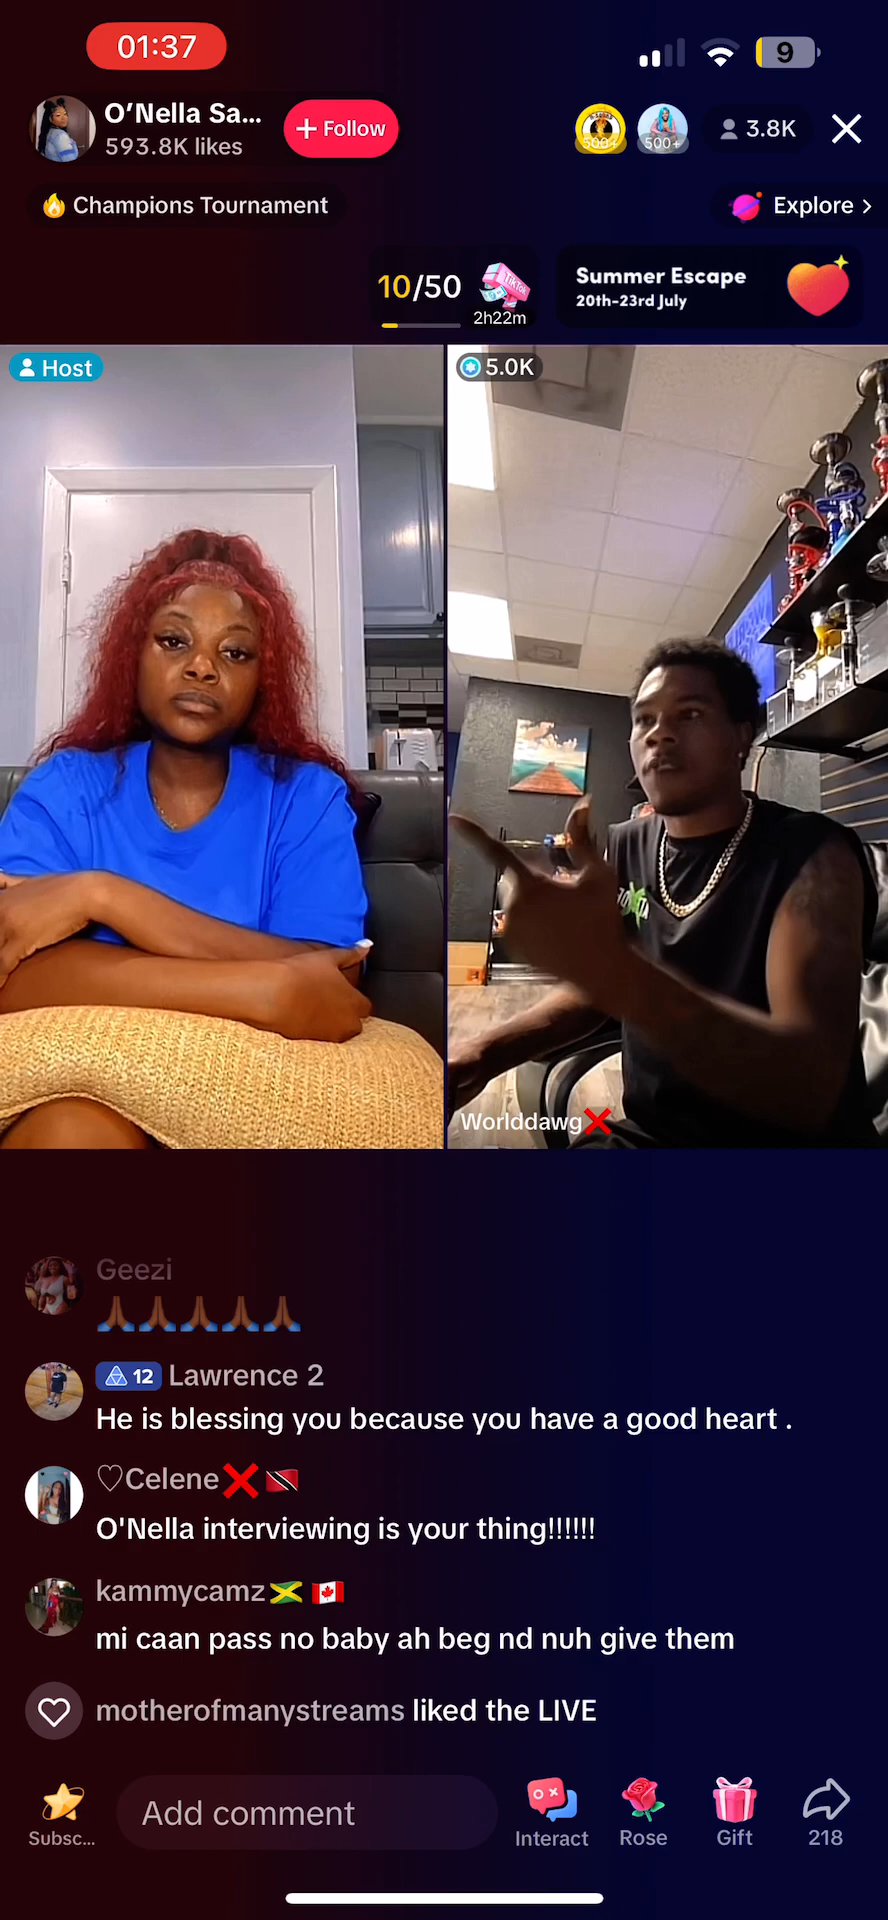 01:37
9
O’Nella Sa...
593.8K likes
+ Follow
500+
500+
3.8K
🔥 Champions Tournament
Explore >
10/50
TikTok
2h22m
Summer Escape
20th-23rd July
Host
5.0K
Worlddawg❌
Geezi
🙏🏾🙏🏾🙏🏾🙏🏾🙏🏾
12 Lawrence 2
He is blessing you because you have a good heart .
♡Celene❌🇹🇹
O'Nella interviewing is your thing!!!!!!
kammycamz🇯🇲 🇨🇦
mi caan pass no baby ah beg nd nuh give them
motherofmanystreams liked the LIVE
Subsc...
Add comment
Interact
Rose
Gift
218